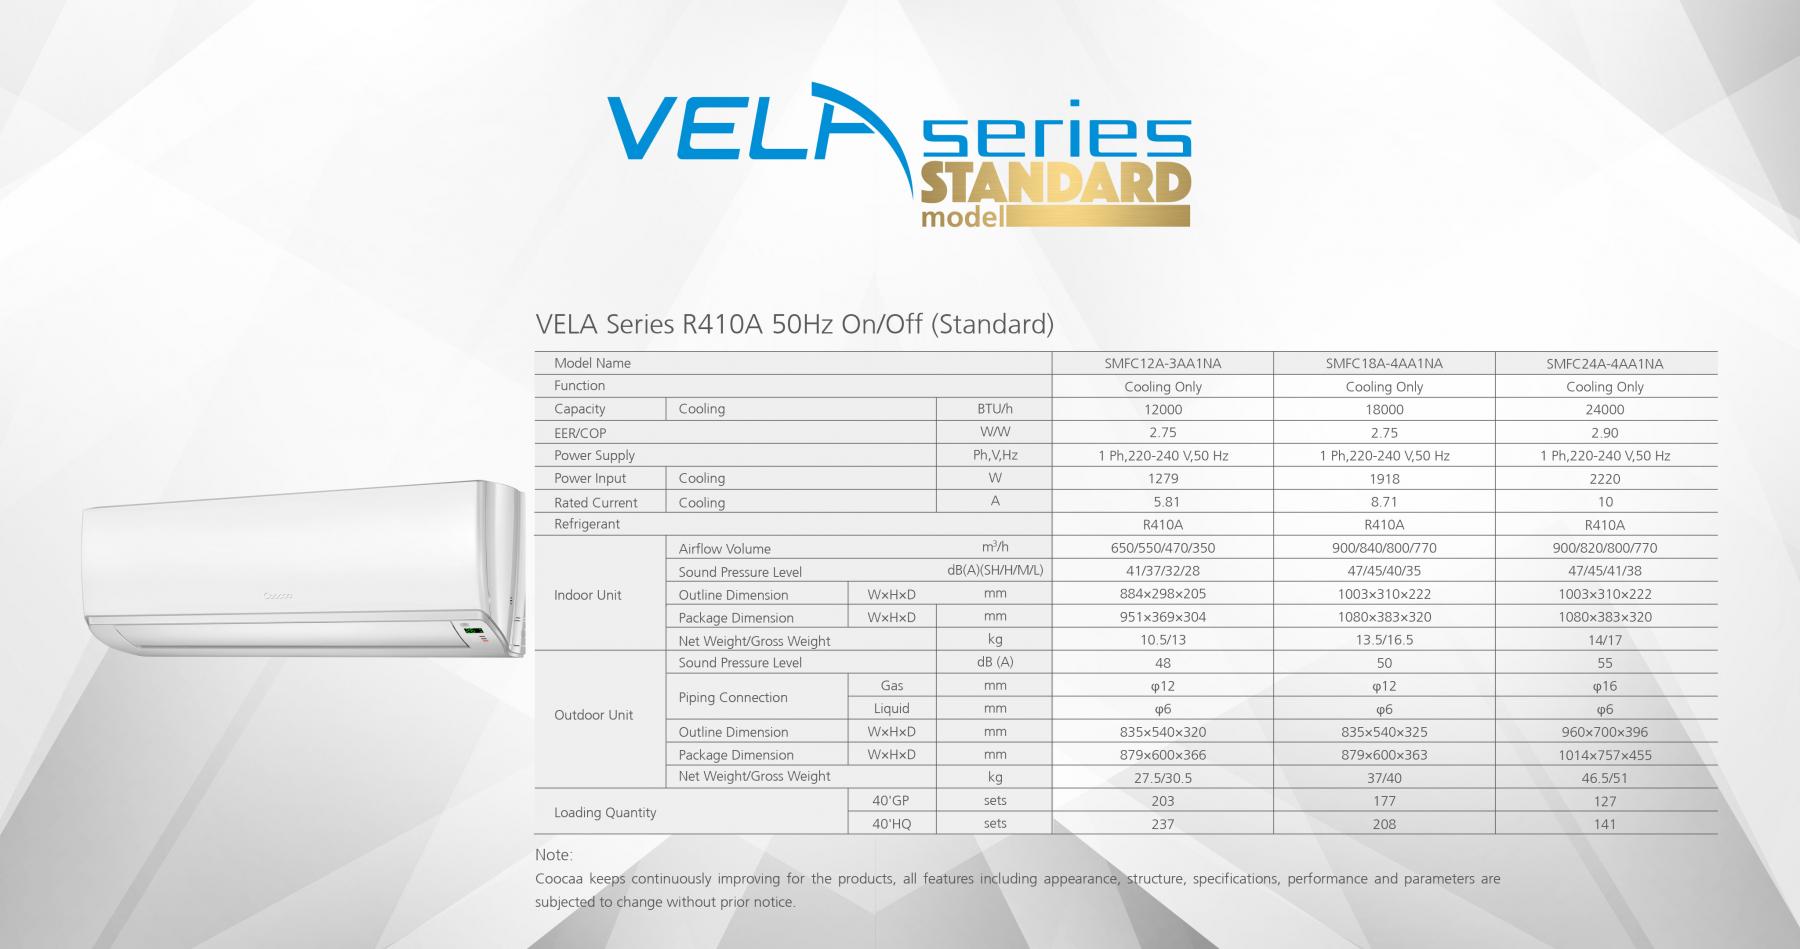 VELA series
STANDARD
model
VELA Series R410A 50Hz On/Off (Standard)
Model Name SMFC12A-3AA1NA SMFC18A-4AA1NA SMFC24A-4AA1NA
Function Cooling Only Cooling Only Cooling Only
Capacity Cooling BTU/h 12000 18000 24000
EER/COP W/W 2.75 2.75 2.90
Power Supply Ph,V,Hz 1 Ph,220-240 V,50 Hz 1 Ph,220-240 V,50 Hz 1 Ph,220-240 V,50 Hz
Power Input Cooling W 1279 1918 2220
Rated Current Cooling A 5.81 8.71 10
Refrigerant R410A R410A R410A
Indoor Unit
Airflow Volume m³/h 650/550/470/350 900/840/800/770 900/820/800/770
Sound Pressure Level dB(A)(SH/H/M/L) 41/37/32/28 47/45/40/35 47/45/41/38
Outline Dimension W×H×D mm 884×298×205 1003×310×222 1003×310×222
Package Dimension W×H×D mm 951×369×304 1080×383×320 1080×383×320
Net Weight/Gross Weight kg 10.5/13 13.5/16.5 14/17
Outdoor Unit
Sound Pressure Level dB (A) 48 50 55
Piping Connection Gas mm φ12 φ12 φ16
Liquid mm φ6 φ6 φ6
Outline Dimension W×H×D mm 835×540×320 835×540×325 960×700×396
Package Dimension W×H×D mm 879×600×366 879×600×363 1014×757×455
Net Weight/Gross Weight kg 27.5/30.5 37/40 46.5/51
Loading Quantity 40'GP sets 203 177 127
40'HQ sets 237 208 141
Coocaa
Note:
Coocaa keeps continuously improving for the products, all features including appearance, structure, specifications, performance and parameters are
subjected to change without prior notice.